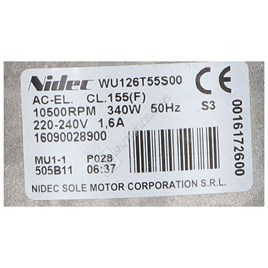 Nidec WU126T55S00
AC-EL. CL.155(F)
10500RPM 340W 50Hz S3
220-240V 1,6A
16090028900
MU1-1 P028
505B11 06:37
NIDEC SOLE MOTOR CORPORATION S.R.L.
0016172600